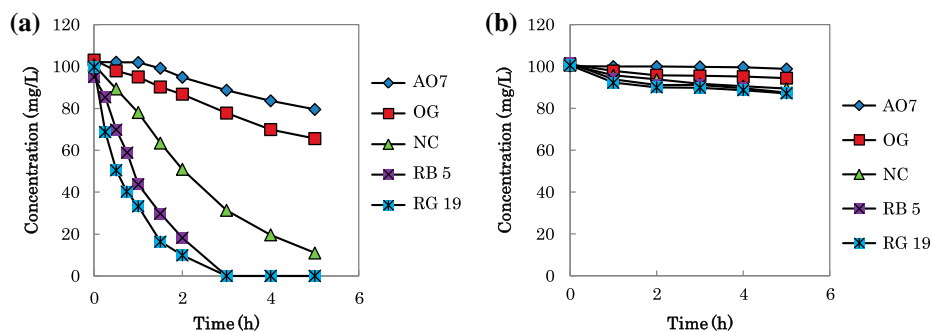 (a)
Concentration (mg/L)
120
100
80
60
40
20
0
0
2
4
6
Time (h)
AO7
OG
NC
RB 5
RG 19
(b)
Concentration (mg/L)
120
100
80
60
40
20
0
0
2
4
6
Time (h)
AO7
OG
NC
RB 5
RG 19